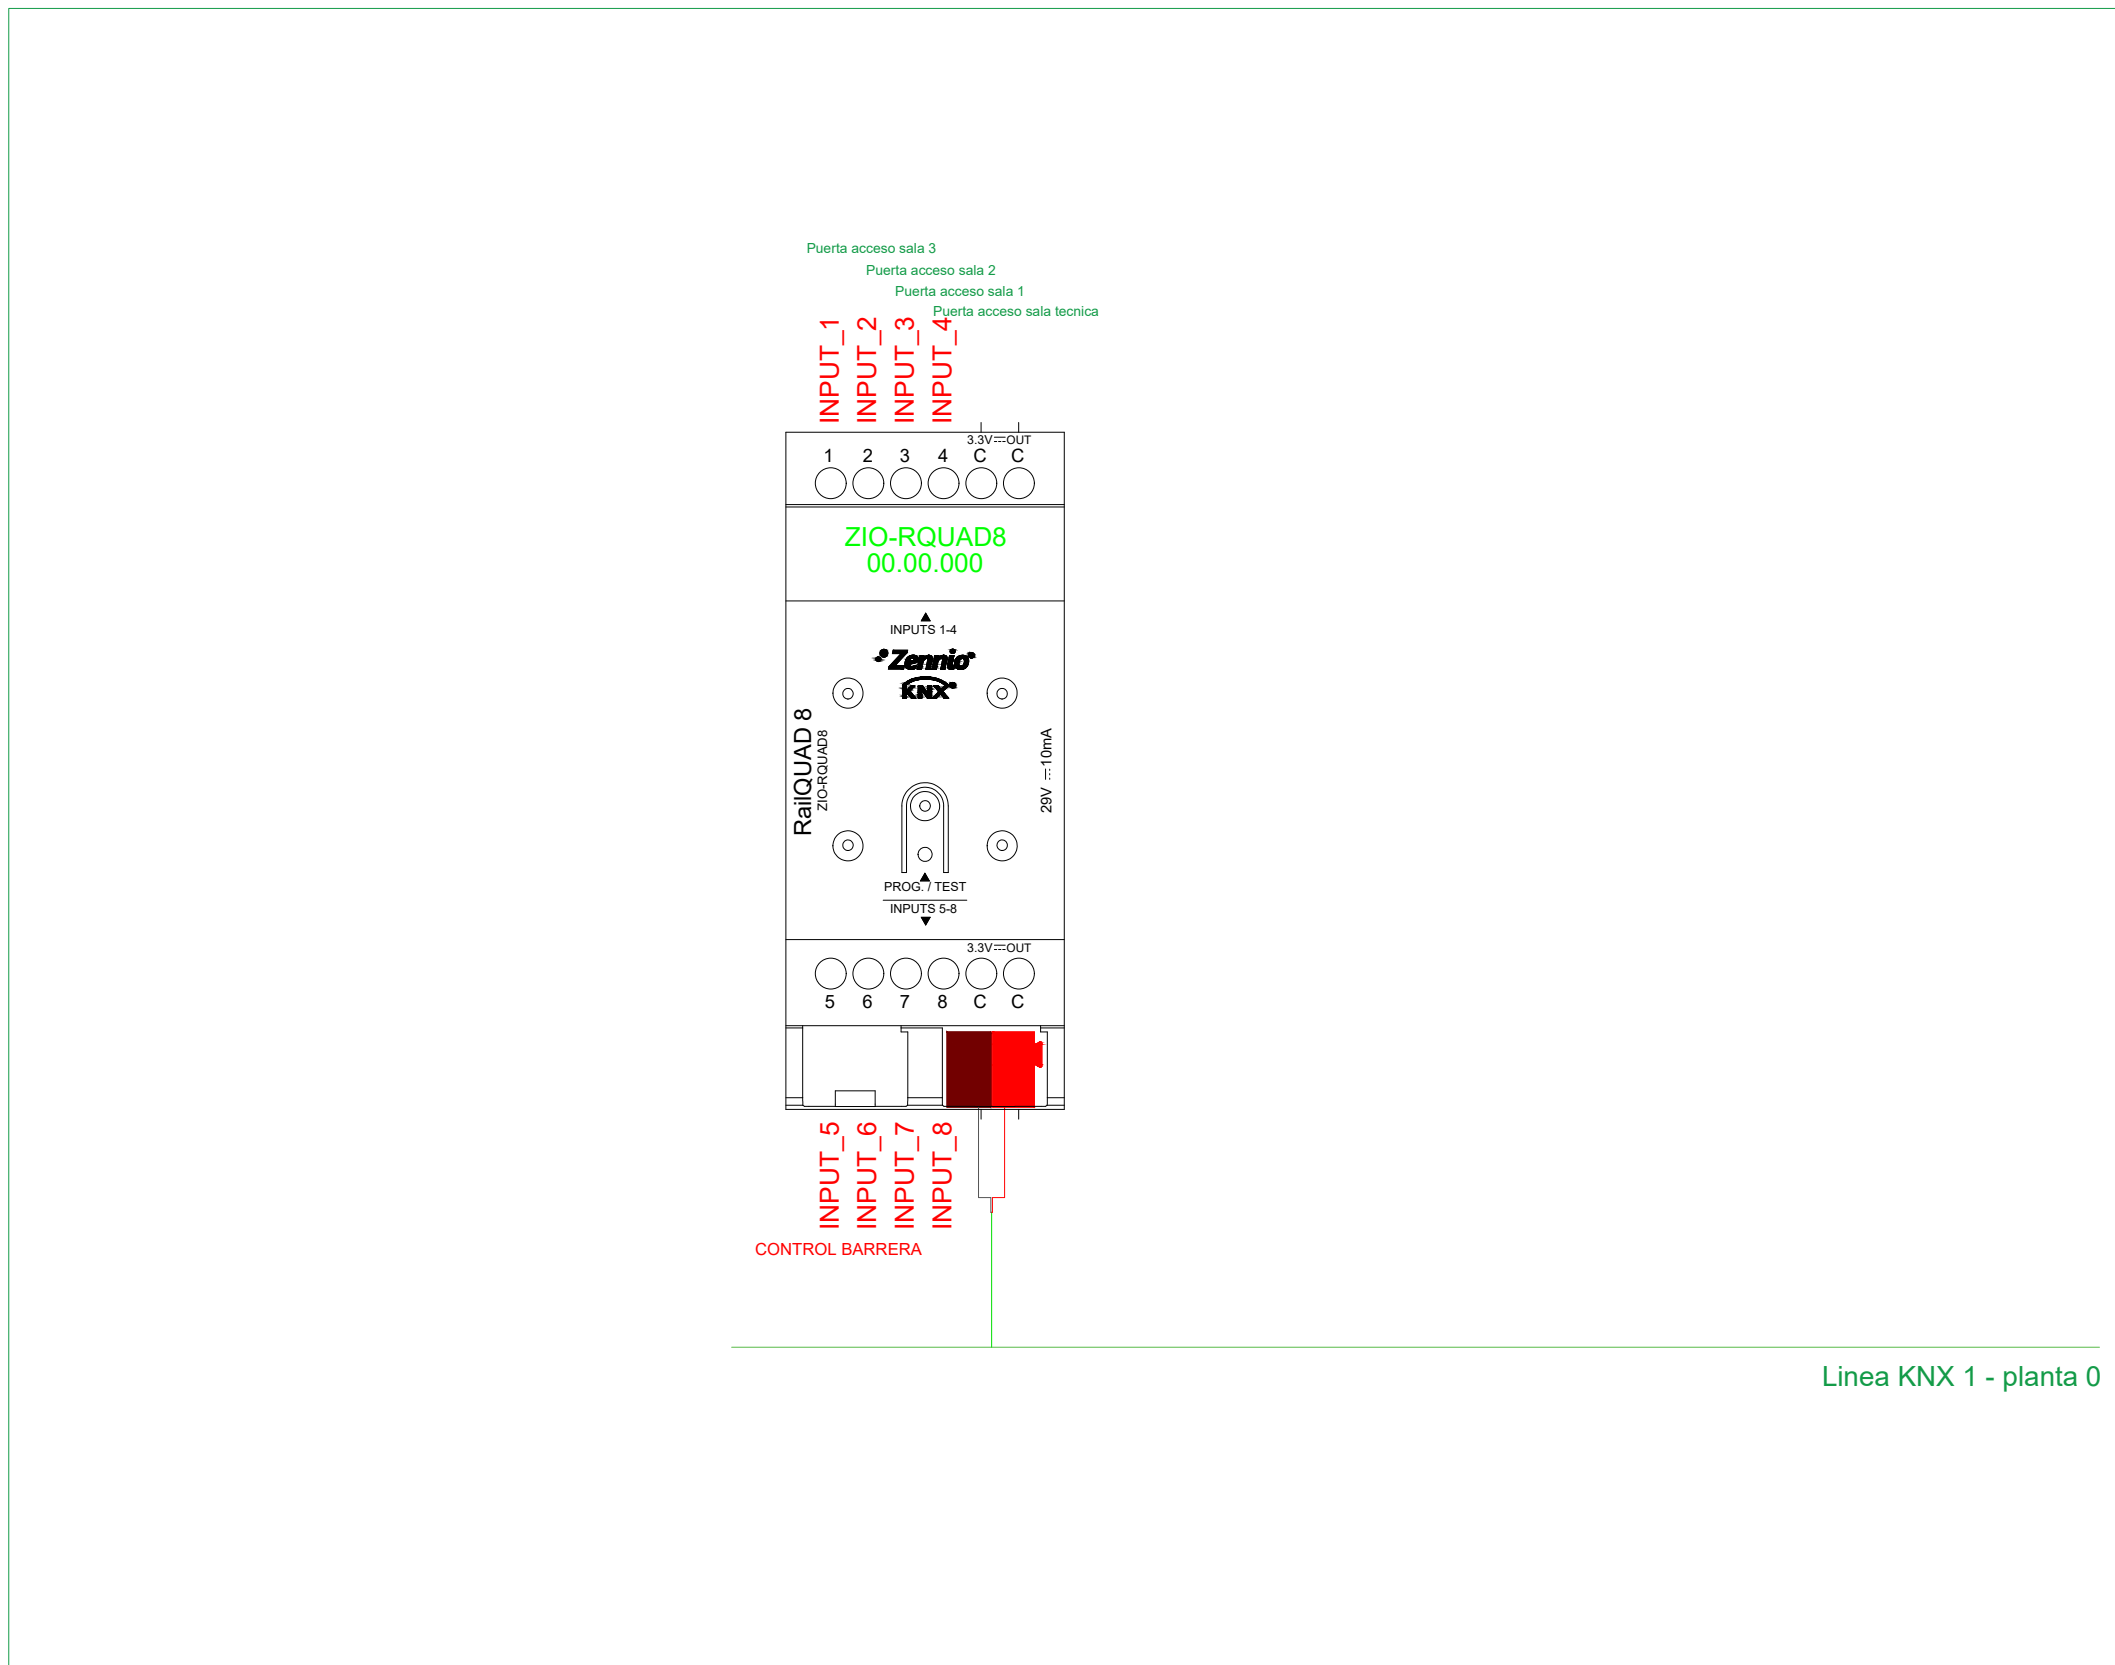 Puerta acceso sala 3
Puerta acceso sala 2
Puerta acceso sala 1
Puerta acceso sala tecnica
INPUT_1
INPUT_2
INPUT_3
INPUT_4
3.3V⎓OUT
1 2 3 4 C C
ZIO-RQUAD8
00.00.000
▲
INPUTS 1-4
Zennio
KNX
RailQUAD 8
ZIO-RQUAD8
29V ⎓10mA
▲
PROG. / TEST
INPUTS 5-8
▼
3.3V⎓OUT
5 6 7 8 C C
INPUT_5
INPUT_6
INPUT_7
INPUT_8
CONTROL BARRERA
Linea KNX 1 - planta 0